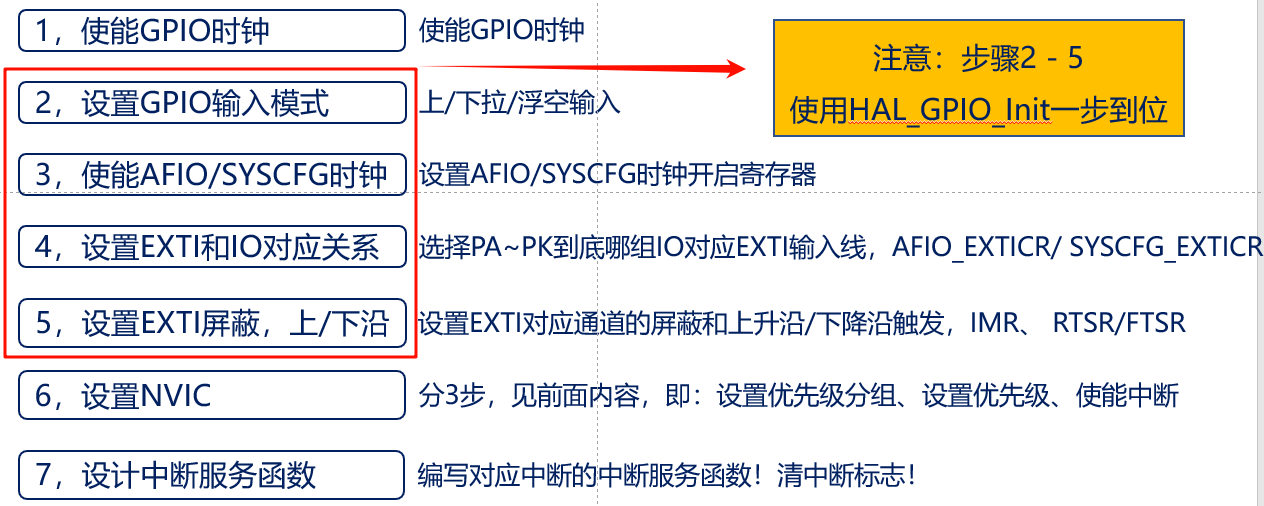 1，使能GPIO时钟 使能GPIO时钟
注意：步骤2 - 5
使用HAL_GPIO_Init一步到位
2，设置GPIO输入模式 上/下拉/浮空输入
3，使能AFIO/SYSCFG时钟 设置AFIO/SYSCFG时钟开启寄存器
4，设置EXTI和IO对应关系 选择PA~PK到底哪组IO对应EXTI输入线，AFIO_EXTICR/ SYSCFG_EXTICR
5，设置EXTI屏蔽，上/下沿 设置EXTI对应通道的屏蔽和上升沿/下降沿触发，IMR、 RTSR/FTSR
6，设置NVIC 分3步，见前面内容，即：设置优先级分组、设置优先级、使能中断
7，设计中断服务函数 编写对应中断的中断服务函数！清中断标志！